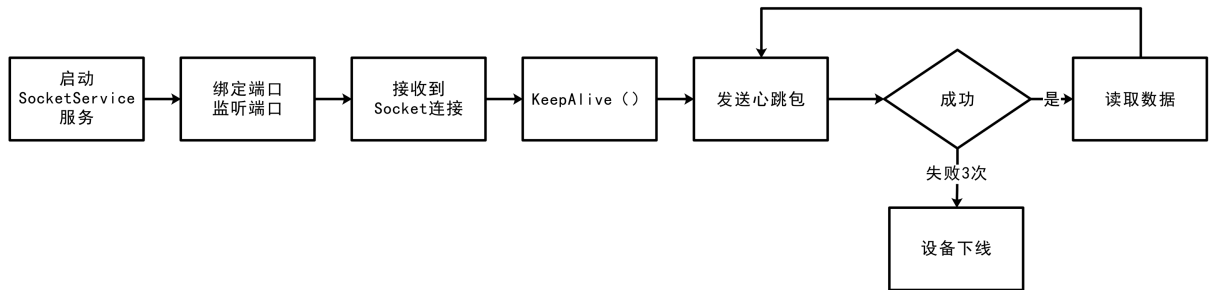 启动
SocketService
服务
绑定端口
监听端口
接收到
Socket连接
KeepAlive（）
发送心跳包
成功
是
读取数据
失败3次
设备下线